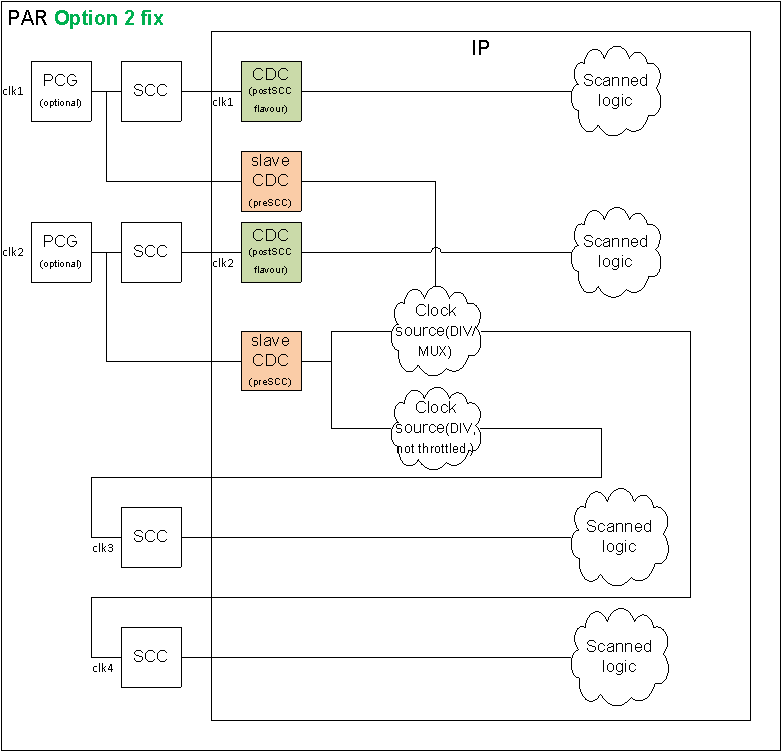 PAR Option 2 fix
IP
clk1
PCG
(optional)
SCC
clk1
CDC
(postSCC
flavour)
Scanned
logic
slave
CDC
(preSCC)
clk2
PCG
(optional)
SCC
clk2
CDC
(postSCC
flavour)
Scanned
logic
slave
CDC
(preSCC)
Clock
source(DIV/
MUX)
Clock
source(DIV,
not throttled,)
clk3
SCC
Scanned
logic
clk4
SCC
Scanned
logic